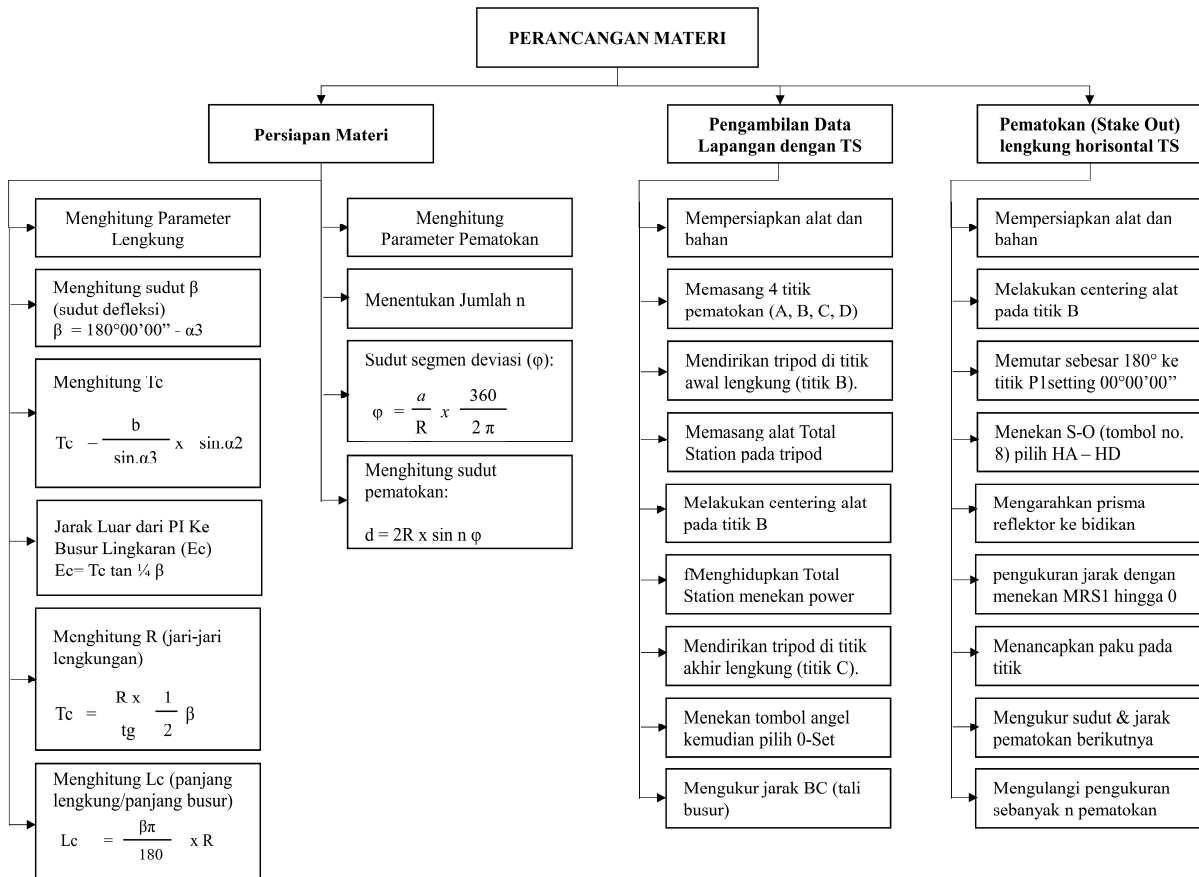 PERANCANGAN MATERI
Persiapan Materi
Menghitung Parameter
Lengkung
Menghitung sudut β
(sudut defleksi)
β = 180°00’00” - α3
Menghitung Tc
Tc = b / sin.α3 x sin.α2
Jarak Luar dari PI Ke
Busur Lingkaran (Ec)
Ec= Tc tan ¼ β
Menghitung R (jari-jari
lengkungan)
Tc = R x / tg 1 / 2 β
Menghitung Lc (panjang
lengkung/panjang busur)
Lc = βπ / 180 x R
Menghitung
Parameter Pematokan
Menentukan Jumlah n
Sudut segmen deviasi (φ):
φ = a / R x 360 / 2 π
Menghitung sudut
pematokan:
d = 2R x sin n φ
Pengambilan Data
Lapangan dengan TS
Mempersiapkan alat dan
bahan
Memasang 4 titik
pematokan (A, B, C, D)
Mendirikan tripod di titik
awal lengkung (titik B).
Memasang alat Total
Station pada tripod
Melakukan centering alat
pada titik B
fMenghidupkan Total
Station menekan power
Mendirikan tripod di titik
akhir lengkung (titik C).
Menekan tombol angel
kemudian pilih 0-Set
Mengukur jarak BC (tali
busur)
Pematokan (Stake Out)
lengkung horisontal TS
Mempersiapkan alat dan
bahan
Melakukan centering alat
pada titik B
Memutar sebesar 180° ke
titik P1setting 00°00’00’’
Menekan S-O (tombol no.
8) pilih HA – HD
Mengarahkan prisma
reflektor ke bidikan
pengukuran jarak dengan
menekan MRS1 hingga 0
Menancapkan paku pada
titik
Mengukur sudut & jarak
pematokan berikutnya
Mengulangi pengukuran
sebanyak n pematokan